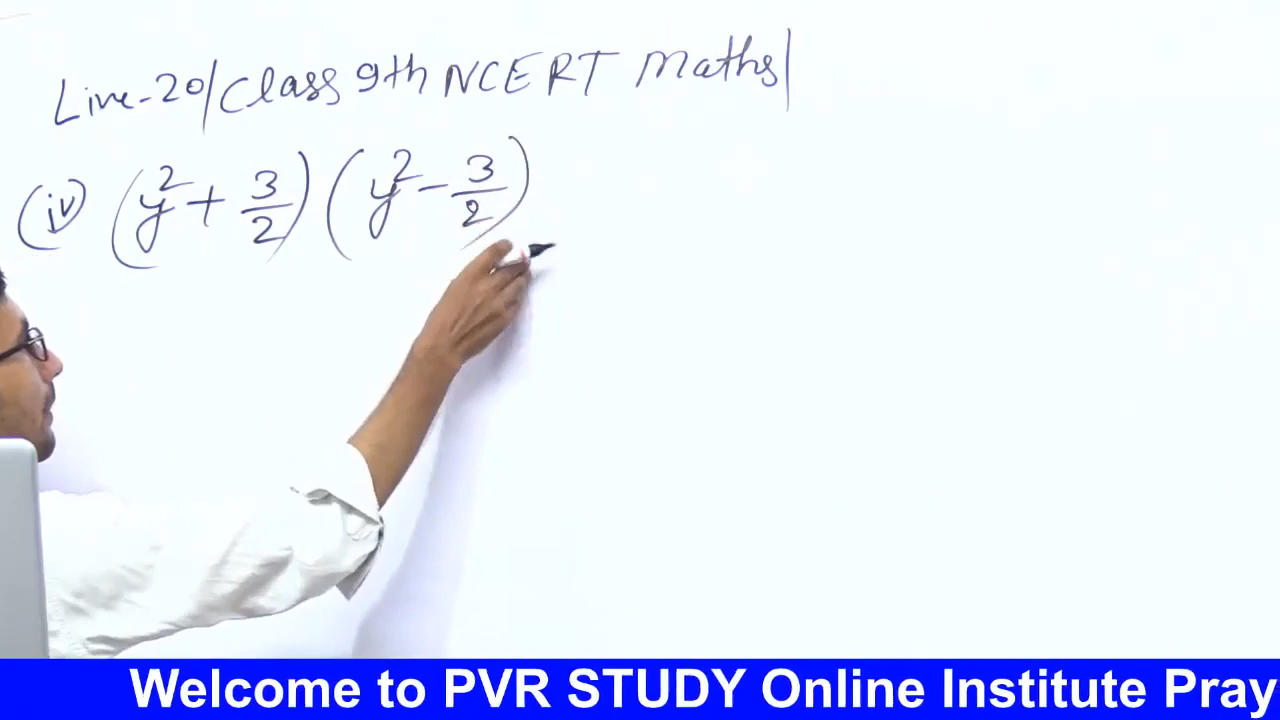 Live-20/Class 9th NCERT Maths|
(iv) (y² + 3/2) (y² - 3/2)
Welcome to PVR STUDY Online Institute Pray